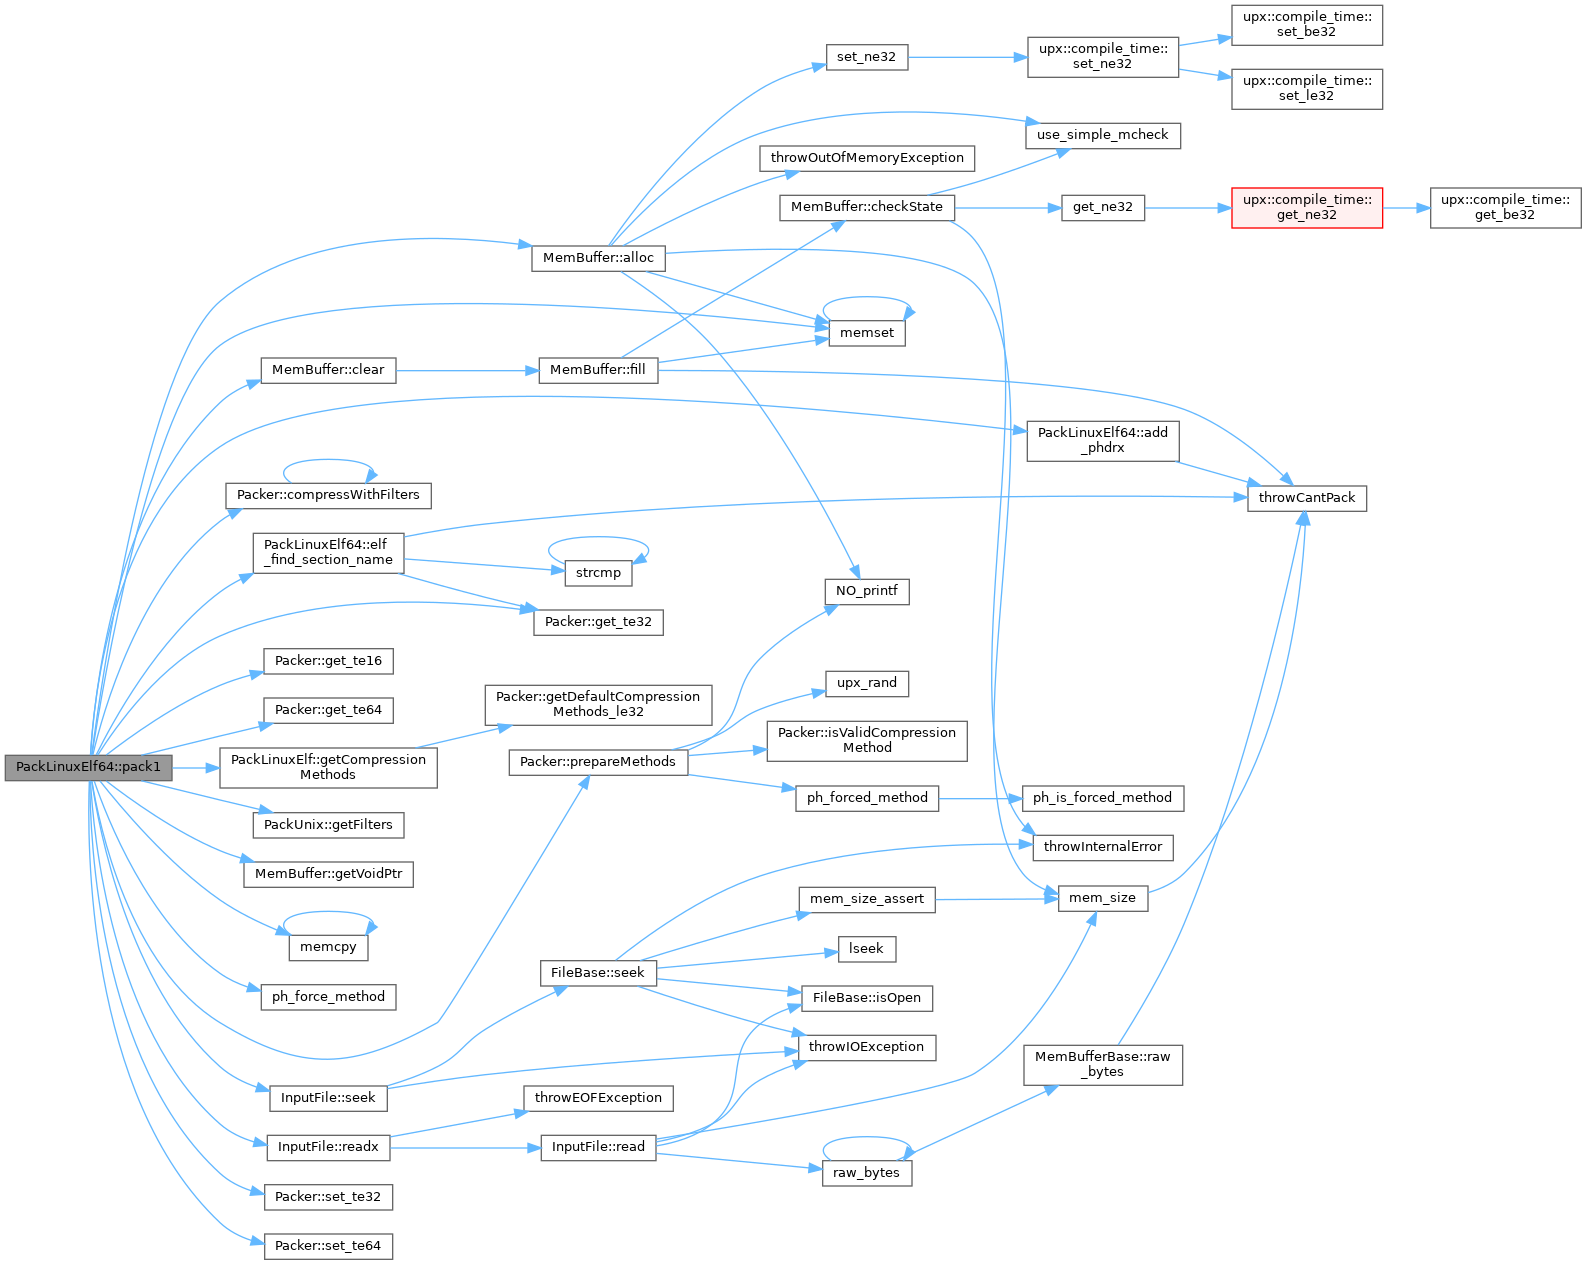 upx::compile_time::
set_be32
set_ne32
upx::compile_time::
set_ne32
upx::compile_time::
set_le32
use_simple_mcheck
throwOutOfMemoryException
MemBuffer::checkState
get_ne32
upx::compile_time::
get_ne32
upx::compile_time::
get_be32
MemBuffer::alloc
memset
MemBuffer::clear
MemBuffer::fill
PackLinuxElf64::add
_phdrx
Packer::compressWithFilters
throwCantPack
PackLinuxElf64::elf
_find_section_name
strcmp
NO_printf
Packer::get_te32
Packer::get_te16
upx_rand
Packer::getDefaultCompression
Methods_le32
Packer::get_te64
Packer::isValidCompression
Method
PackLinuxElf64::pack1
PackLinuxElf::getCompression
Methods
Packer::prepareMethods
ph_forced_method
ph_is_forced_method
PackUnix::getFilters
throwInternalError
MemBuffer::getVoidPtr
mem_size_assert
mem_size
memcpy
lseek
FileBase::seek
ph_force_method
FileBase::isOpen
throwIOException
MemBufferBase::raw
_bytes
InputFile::seek
throwEOFException
InputFile::readx
InputFile::read
raw_bytes
Packer::set_te32
Packer::set_te64